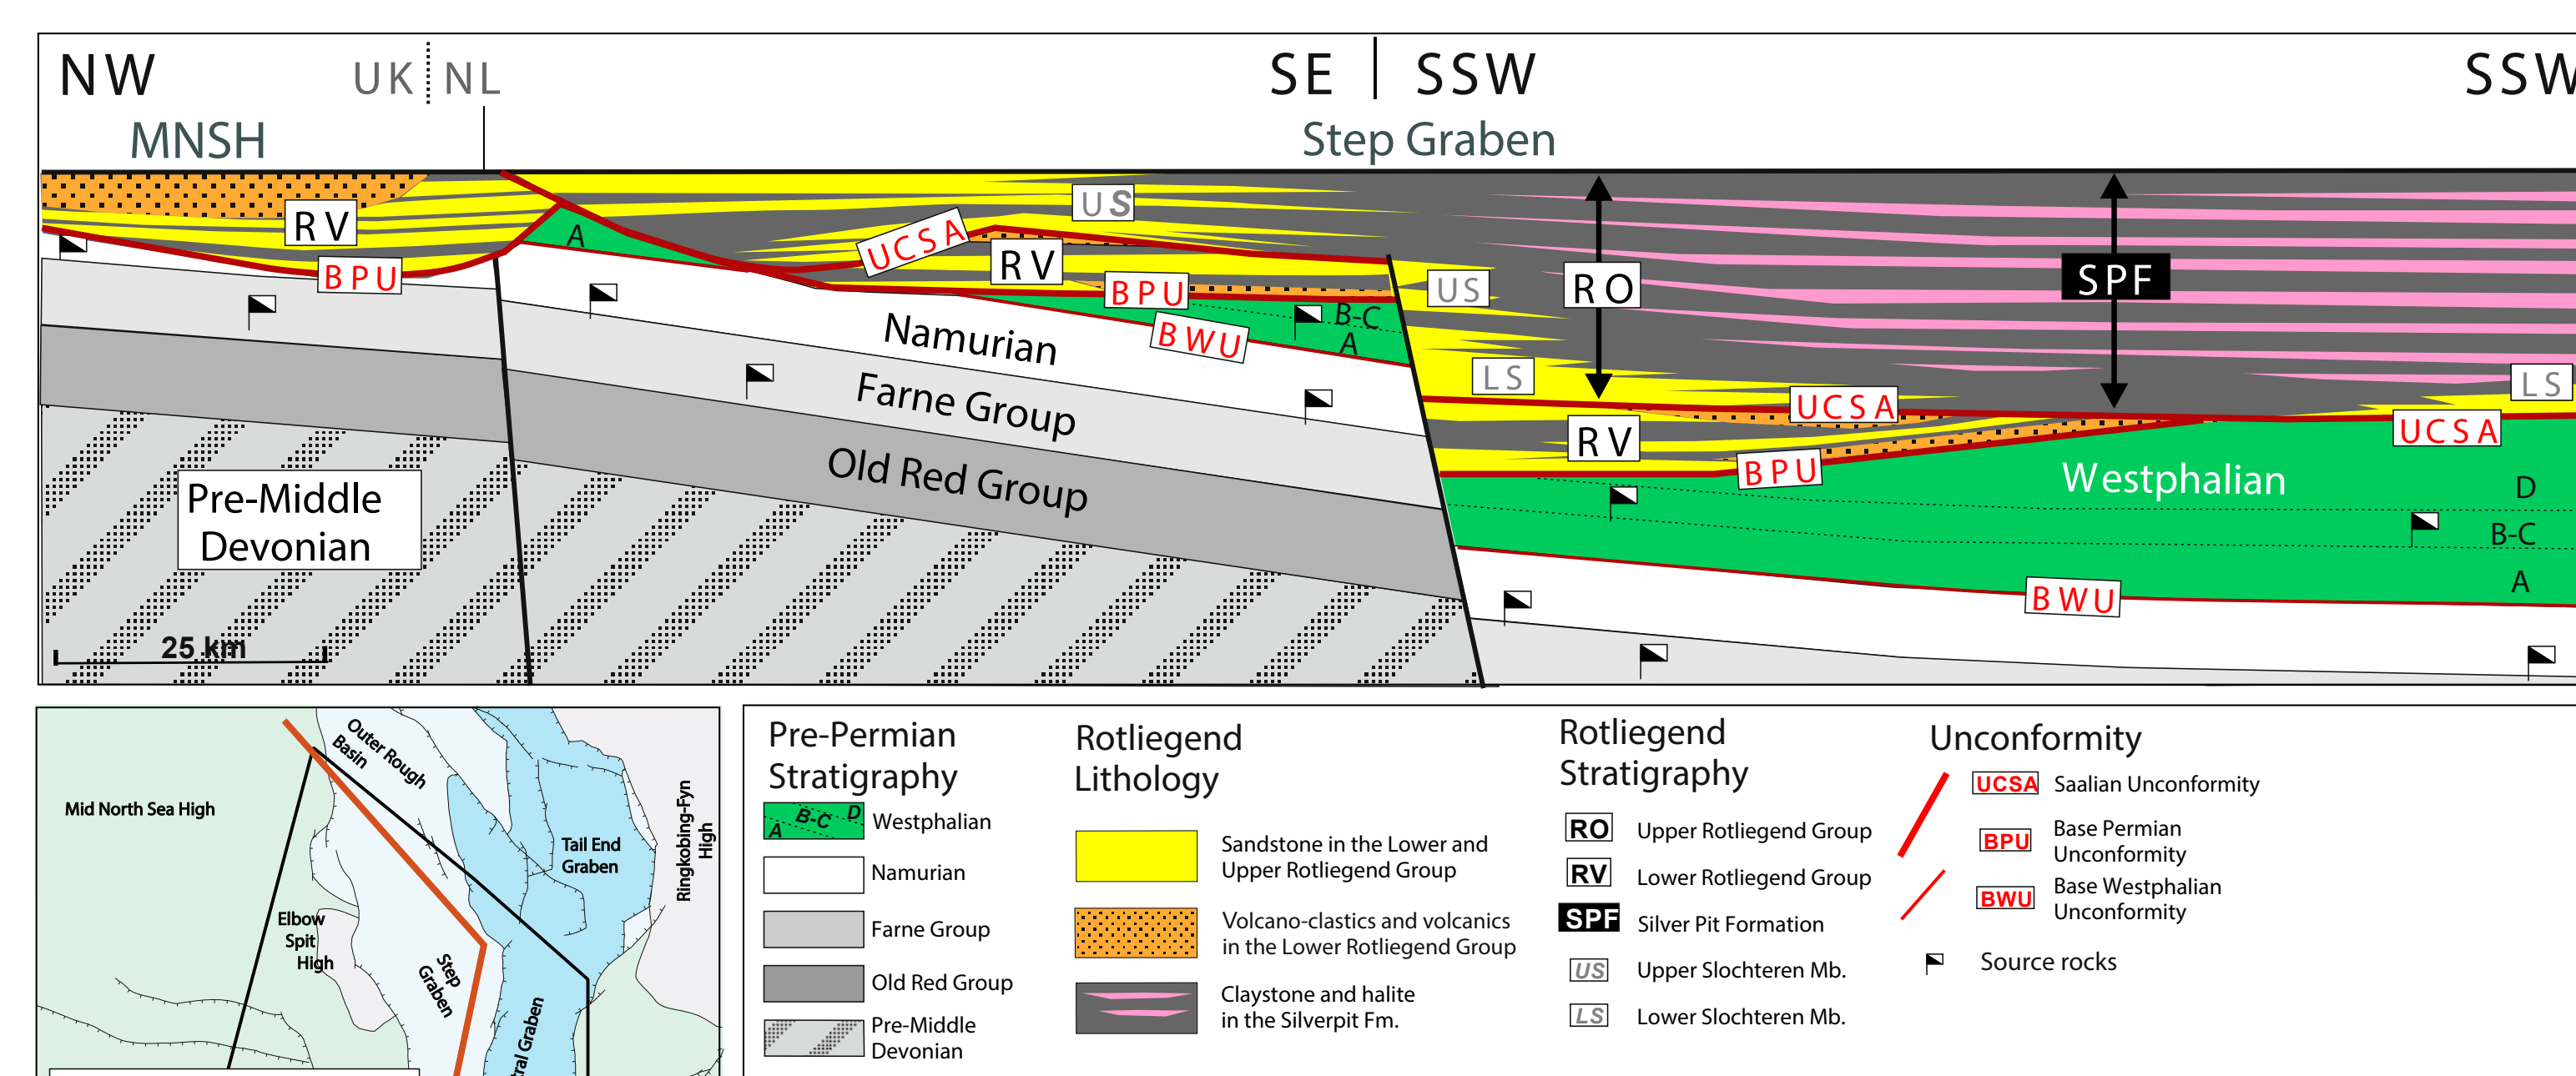 NW
UK NL
SE SSW
SSW
MNSH
Step Graben
RV
BPU
A
UCSA
US
RV
BPU
BWU
B-C
A
US
LS
RO
SPF
UCSA
RV
BPU
LS
UCSA
Westphalian
D
B-C
A
BWU
Namurian
Farne Group
Old Red Group
Pre-Middle
Devonian
25 km
Mid North Sea High
Outer Rough
Basin
Tail End
Graben
Ringkobing-Fyn
High
Elbow
Spit
High
Step
Graben
tral Graben
Pre-Permian
Stratigraphy
A B-C D Westphalian
Namurian
Farne Group
Old Red Group
Pre-Middle
Devonian
Rotliegend
Lithology
Sandstone in the Lower and
Upper Rotliegend Group
Volcano-clastics and volcanics
in the Lower Rotliegend Group
Claystone and halite
in the Silverpit Fm.
Rotliegend
Stratigraphy
RO Upper Rotliegend Group
RV Lower Rotliegend Group
SPF Silver Pit Formation
US Upper Slochteren Mb.
LS Lower Slochteren Mb.
Unconformity
UCSA Saalian Unconformity
BPU Base Permian
Unconformity
BWU Base Westphalian
Unconformity
Source rocks